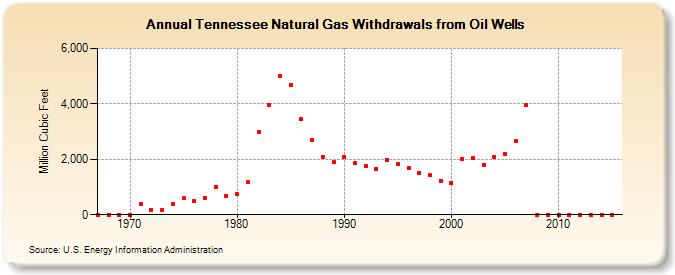 Annual Tennessee Natural Gas Withdrawals from Oil Wells
Million Cubic Feet
6,000
4,000
2,000
0
1970 1980 1990 2000 2010
Source: U.S. Energy Information Administration